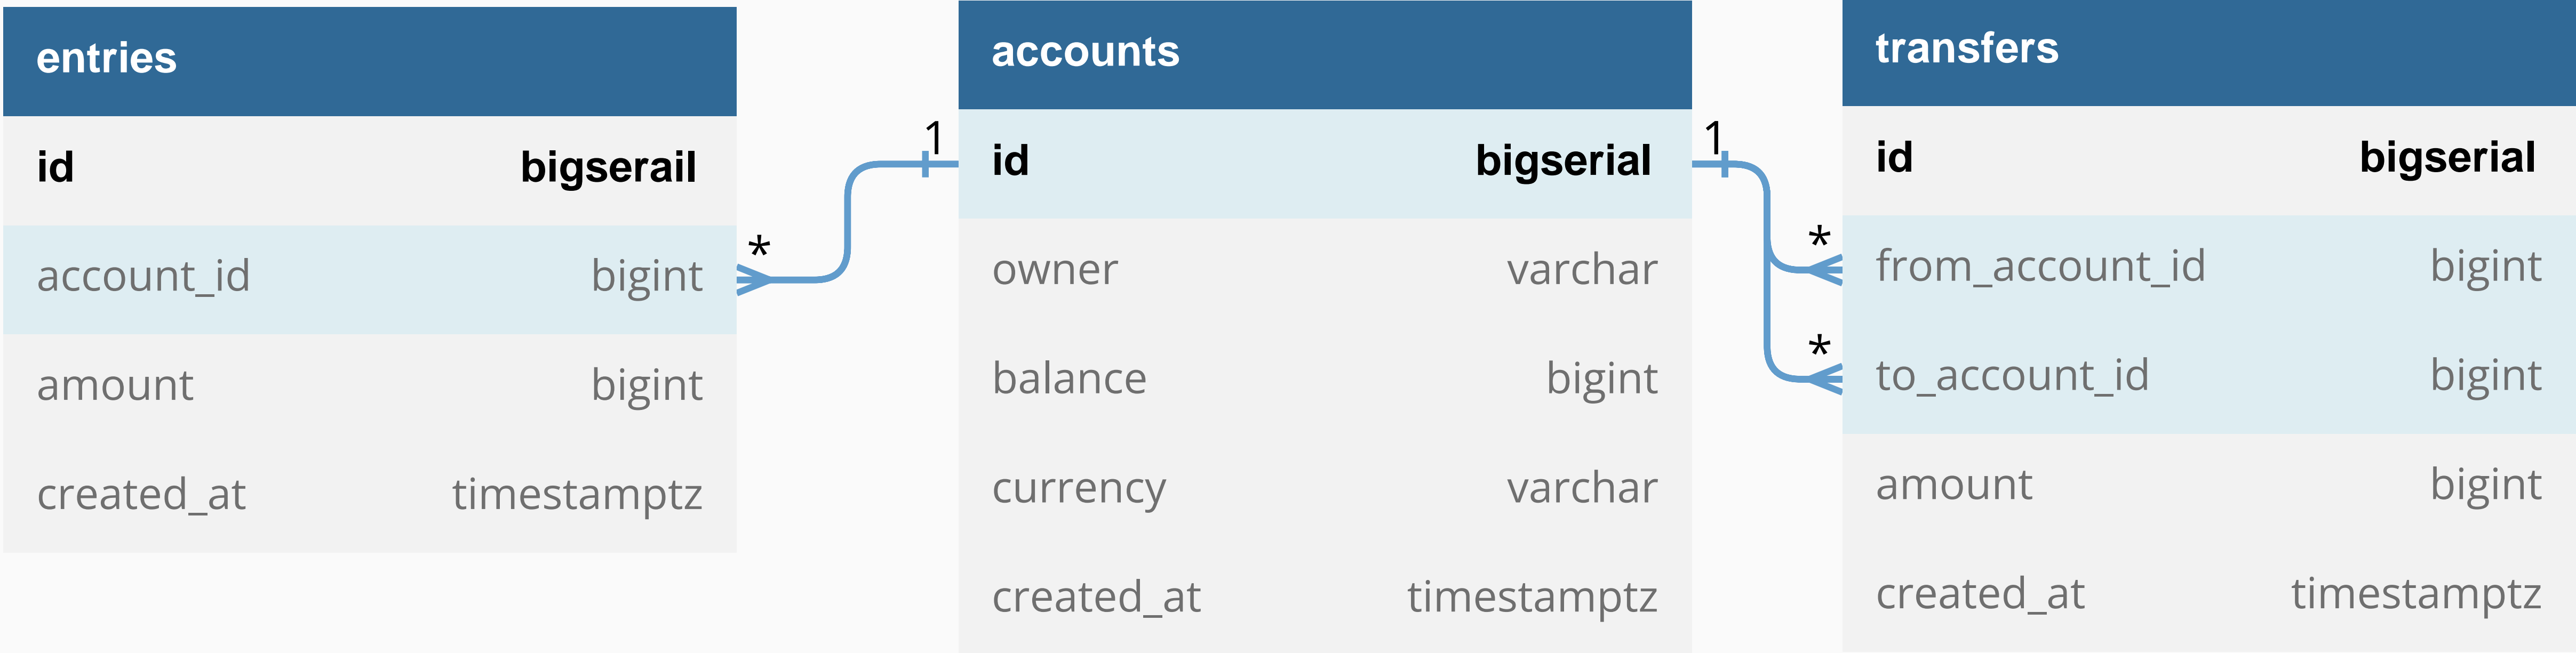 entries
id bigserail
account_id bigint
amount bigint
created_at timestamptz
1
*
accounts
id bigserial
owner varchar
balance bigint
currency varchar
created_at timestamptz
1
*
*
transfers
id bigserial
from_account_id bigint
to_account_id bigint
amount bigint
created_at timestamptz